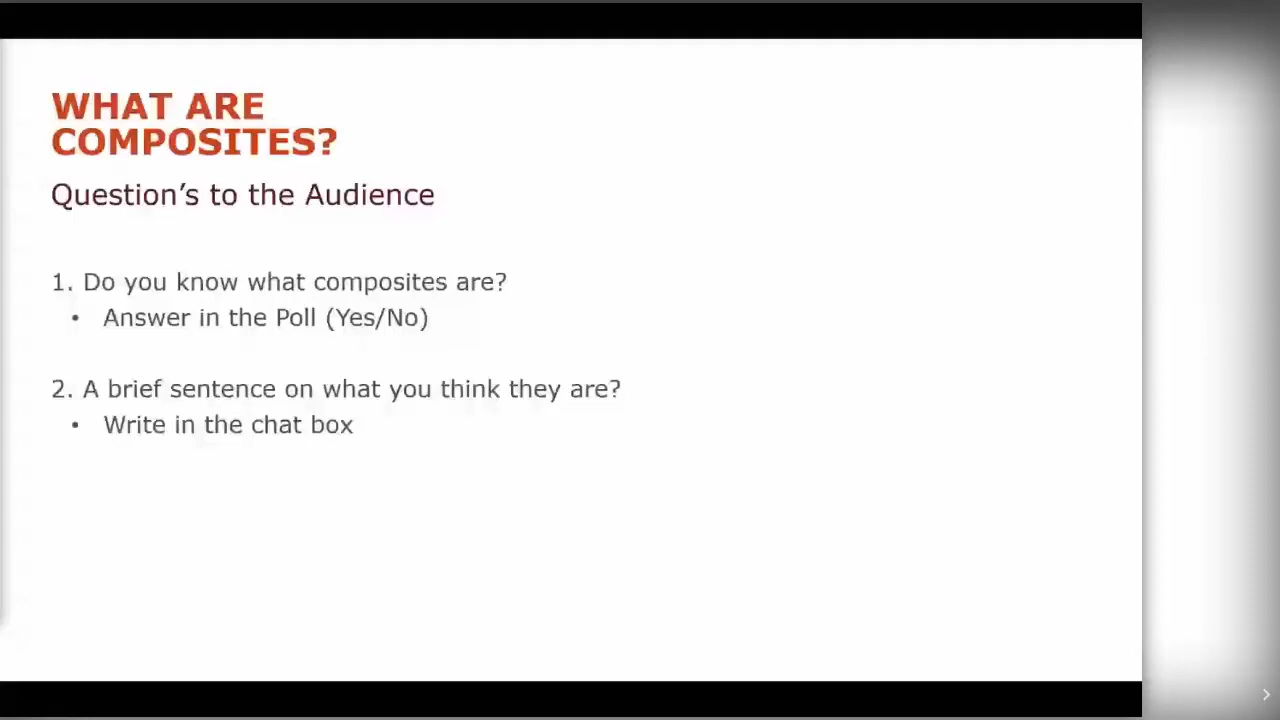 WHAT ARE
COMPOSITES?
Question's to the Audience
1. Do you know what composites are?
• Answer in the Poll (Yes/No)
2. A brief sentence on what you think they are?
• Write in the chat box